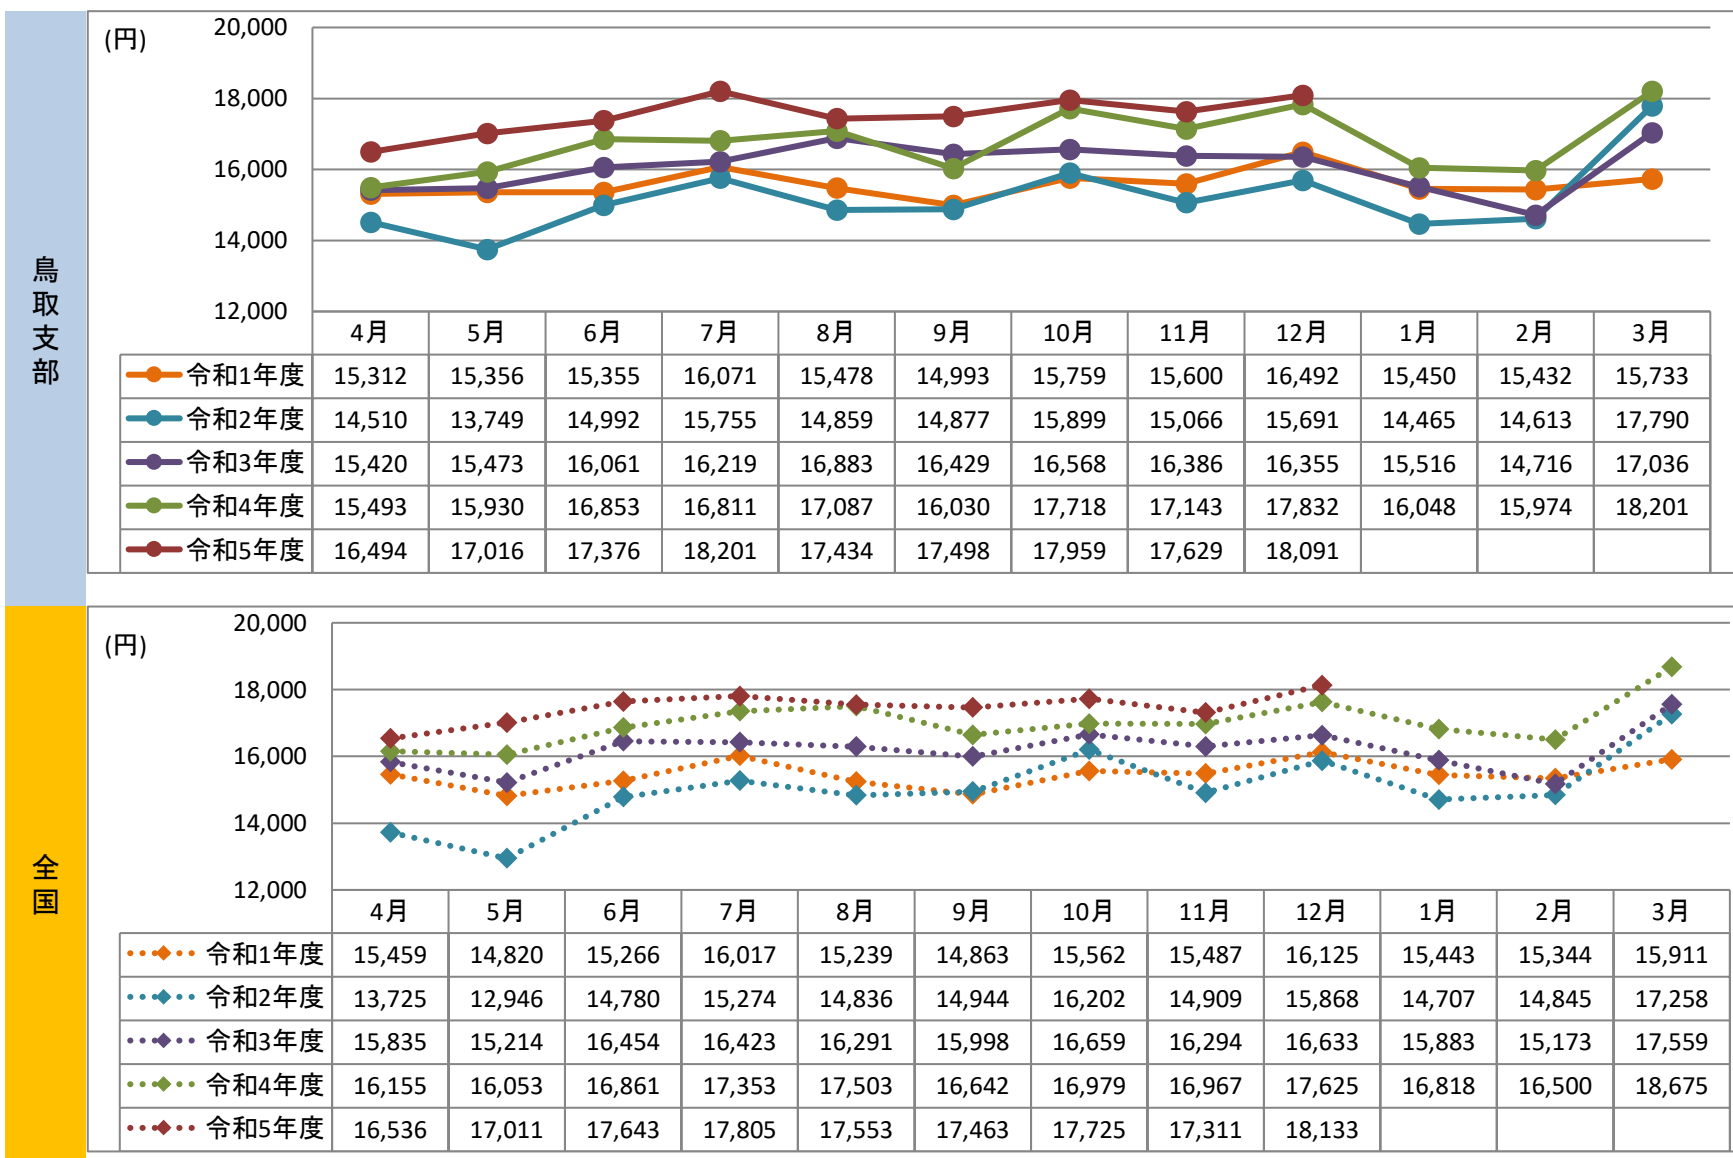 鳥取支部
(円)
20,000
18,000
16,000
14,000
12,000
4月 5月 6月 7月 8月 9月 10月 11月 12月 1月 2月 3月
令和1年度 15,312 15,356 15,355 16,071 15,478 14,993 15,759 15,600 16,492 15,450 15,432 15,733
令和2年度 14,510 13,749 14,992 15,755 14,859 14,877 15,899 15,066 15,691 14,465 14,613 17,790
令和3年度 15,420 15,473 16,061 16,219 16,883 16,429 16,568 16,386 16,355 15,516 14,716 17,036
令和4年度 15,493 15,930 16,853 16,811 17,087 16,030 17,718 17,143 17,832 16,048 15,974 18,201
令和5年度 16,494 17,016 17,376 18,201 17,434 17,498 17,959 17,629 18,091
全国
(円)
20,000
18,000
16,000
14,000
12,000
4月 5月 6月 7月 8月 9月 10月 11月 12月 1月 2月 3月
令和1年度 15,459 14,820 15,266 16,017 15,239 14,863 15,562 15,487 16,125 15,443 15,344 15,911
令和2年度 13,725 12,946 14,780 15,274 14,836 14,944 16,202 14,909 15,868 14,707 14,845 17,258
令和3年度 15,835 15,214 16,454 16,423 16,291 15,998 16,659 16,294 16,633 15,883 15,173 17,559
令和4年度 16,155 16,053 16,861 17,353 17,503 16,642 16,979 16,967 17,625 16,818 16,500 18,675
令和5年度 16,536 17,011 17,643 17,805 17,553 17,463 17,725 17,311 18,133